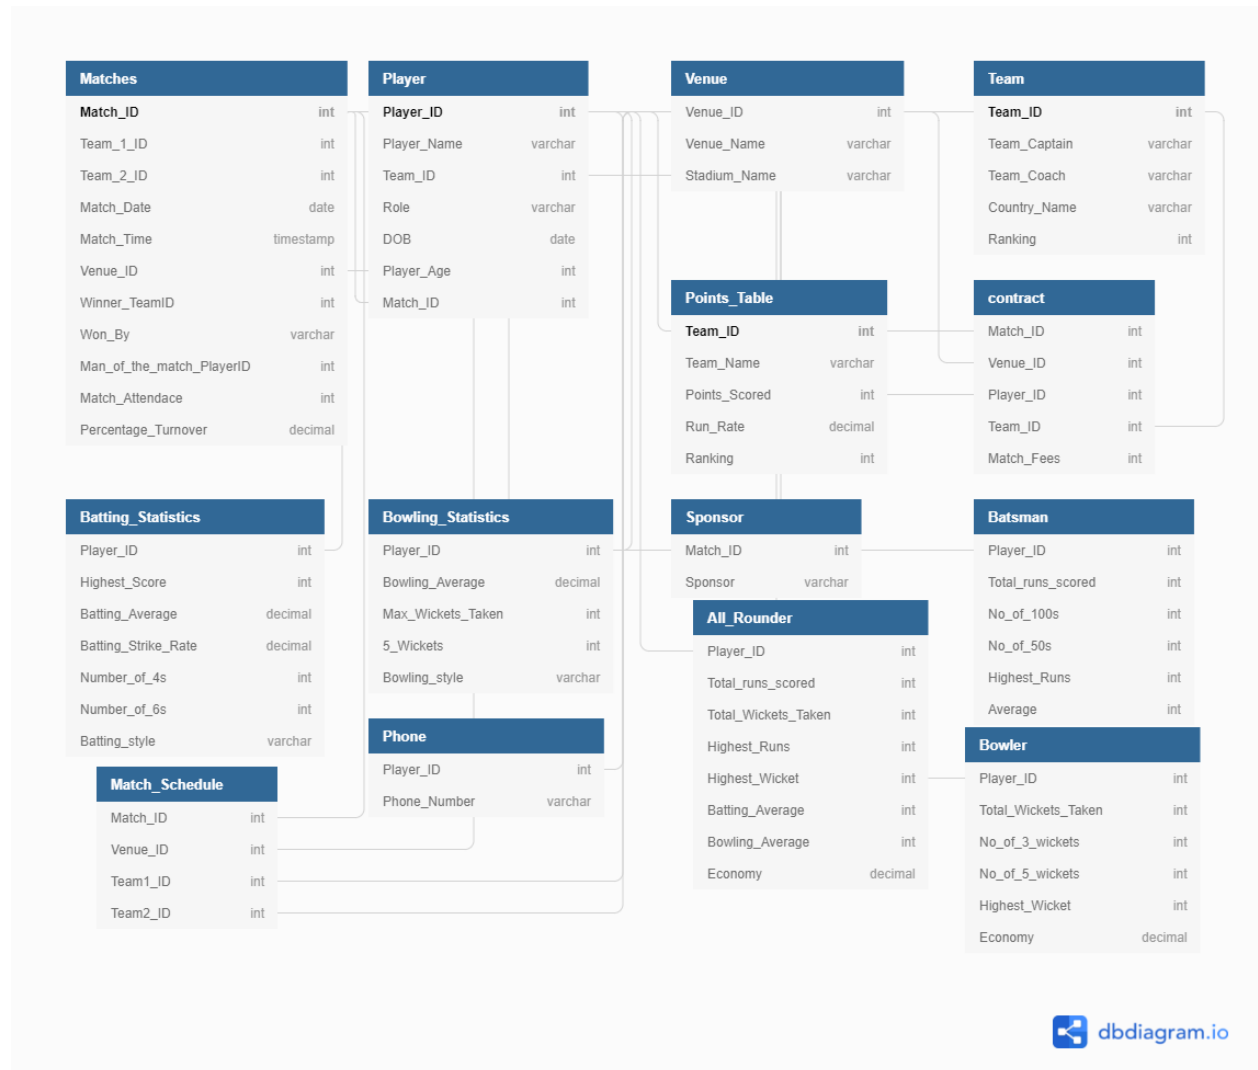 Matches
Match_ID int
Team_1_ID int
Team_2_ID int
Match_Date date
Match_Time timestamp
Venue_ID int
Winner_TeamID int
Won_By varchar
Man_of_the_match_PlayerID int
Match_Attendace int
Percentage_Turnover decimal
Player
Player_ID int
Player_Name varchar
Team_ID int
Role varchar
DOB date
Player_Age int
Match_ID int
Venue
Venue_ID int
Venue_Name varchar
Stadium_Name varchar
Team
Team_ID int
Team_Captain varchar
Team_Coach varchar
Country_Name varchar
Ranking int
Points_Table
Team_ID int
Team_Name varchar
Points_Scored int
Run_Rate decimal
Ranking int
contract
Match_ID int
Venue_ID int
Player_ID int
Team_ID int
Match_Fees int
Batting_Statistics
Player_ID int
Highest_Score int
Batting_Average decimal
Batting_Strike_Rate decimal
Number_of_4s int
Number_of_6s int
Batting_style varchar
Bowling_Statistics
Player_ID int
Bowling_Average decimal
Max_Wickets_Taken int
5_Wickets int
Bowling_style varchar
Sponsor
Match_ID int
Sponsor varchar
Batsman
Player_ID int
Total_runs_scored int
No_of_100s int
No_of_50s int
Highest_Runs int
Average int
All_Rounder
Player_ID int
Total_runs_scored int
Total_Wickets_Taken int
Highest_Runs int
Highest_Wicket int
Batting_Average int
Bowling_Average int
Economy decimal
Phone
Player_ID int
Phone_Number varchar
Bowler
Player_ID int
Total_Wickets_Taken int
No_of_3_wickets int
No_of_5_wickets int
Highest_Wicket int
Economy decimal
Match_Schedule
Match_ID int
Venue_ID int
Team1_ID int
Team2_ID int
dbdiagram.io